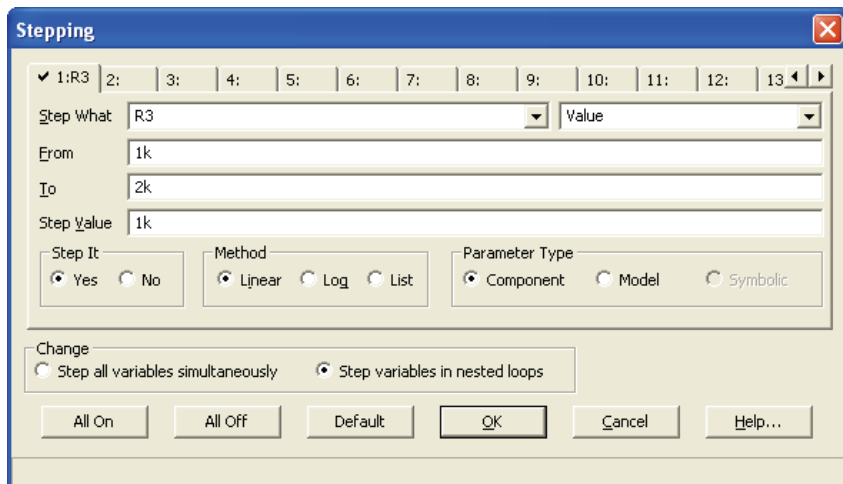 Stepping
1:R3 2: 3: 4: 5: 6: 7: 8: 9: 10: 11: 12: 13
Step What R3 Value
From 1k
To 2k
Step Value 1k
Step It Method Parameter Type
Yes No Linear Log List Component Model Symbolic
Change
Step all variables simultaneously Step variables in nested loops
All On All Off Default OK Cancel Help...